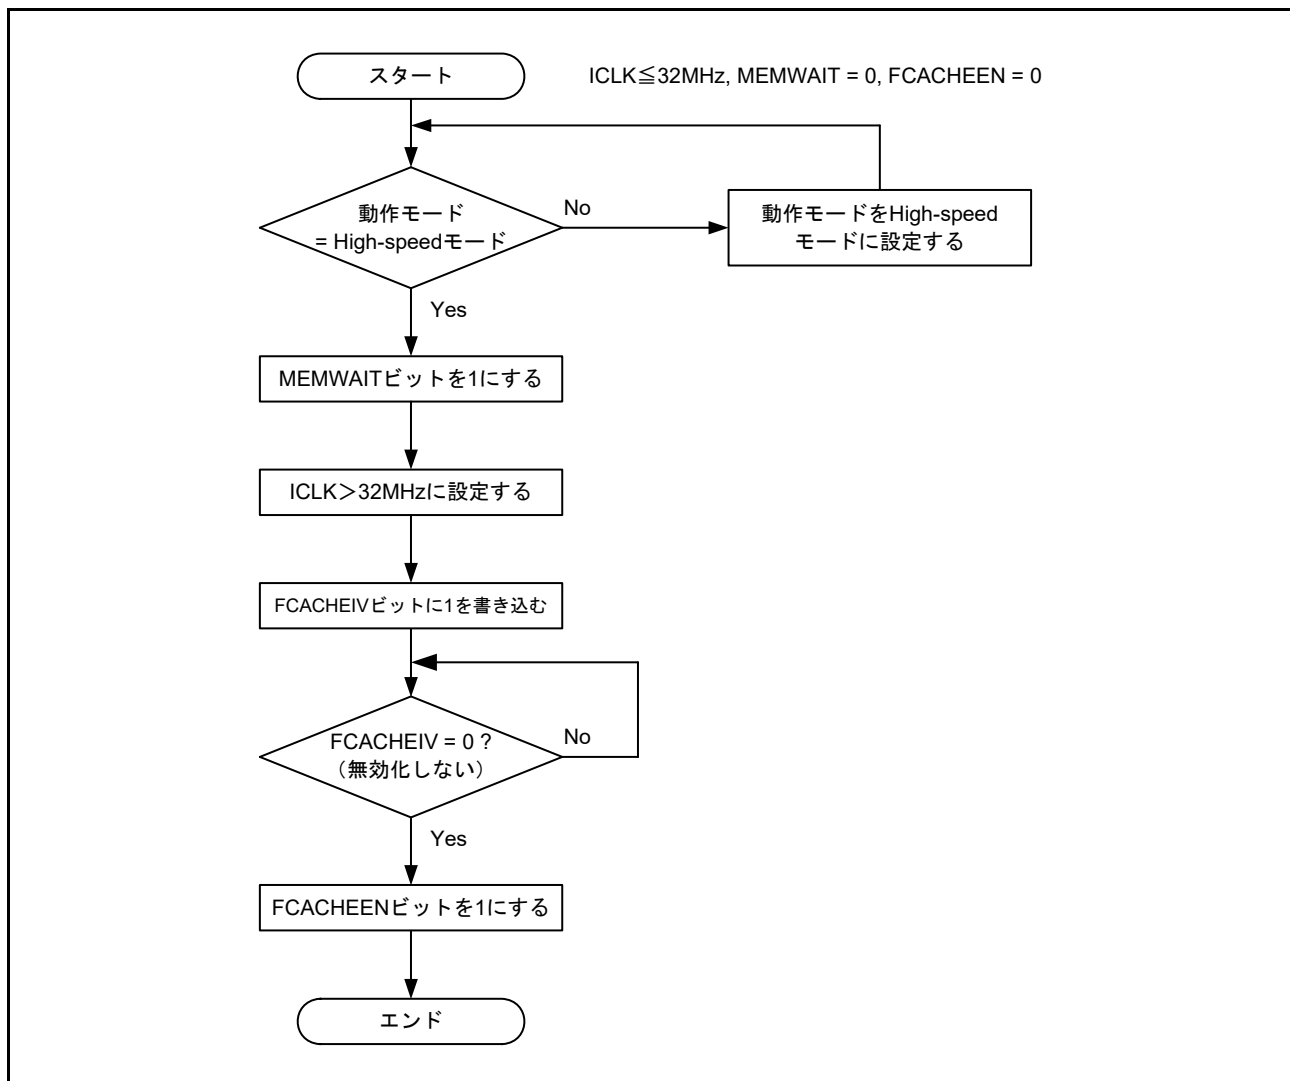 スタート
ICLK≦32MHz, MEMWAIT = 0, FCACHEEN = 0
動作モード
= High-speedモード
No
動作モードをHigh-speed
モードに設定する
Yes
MEMWAITビットを1にする
ICLK＞32MHzに設定する
FCACHEIVビットに1を書き込む
FCACHEIV = 0 ?
（無効化しない）
No
Yes
FCACHEENビットを1にする
エンド